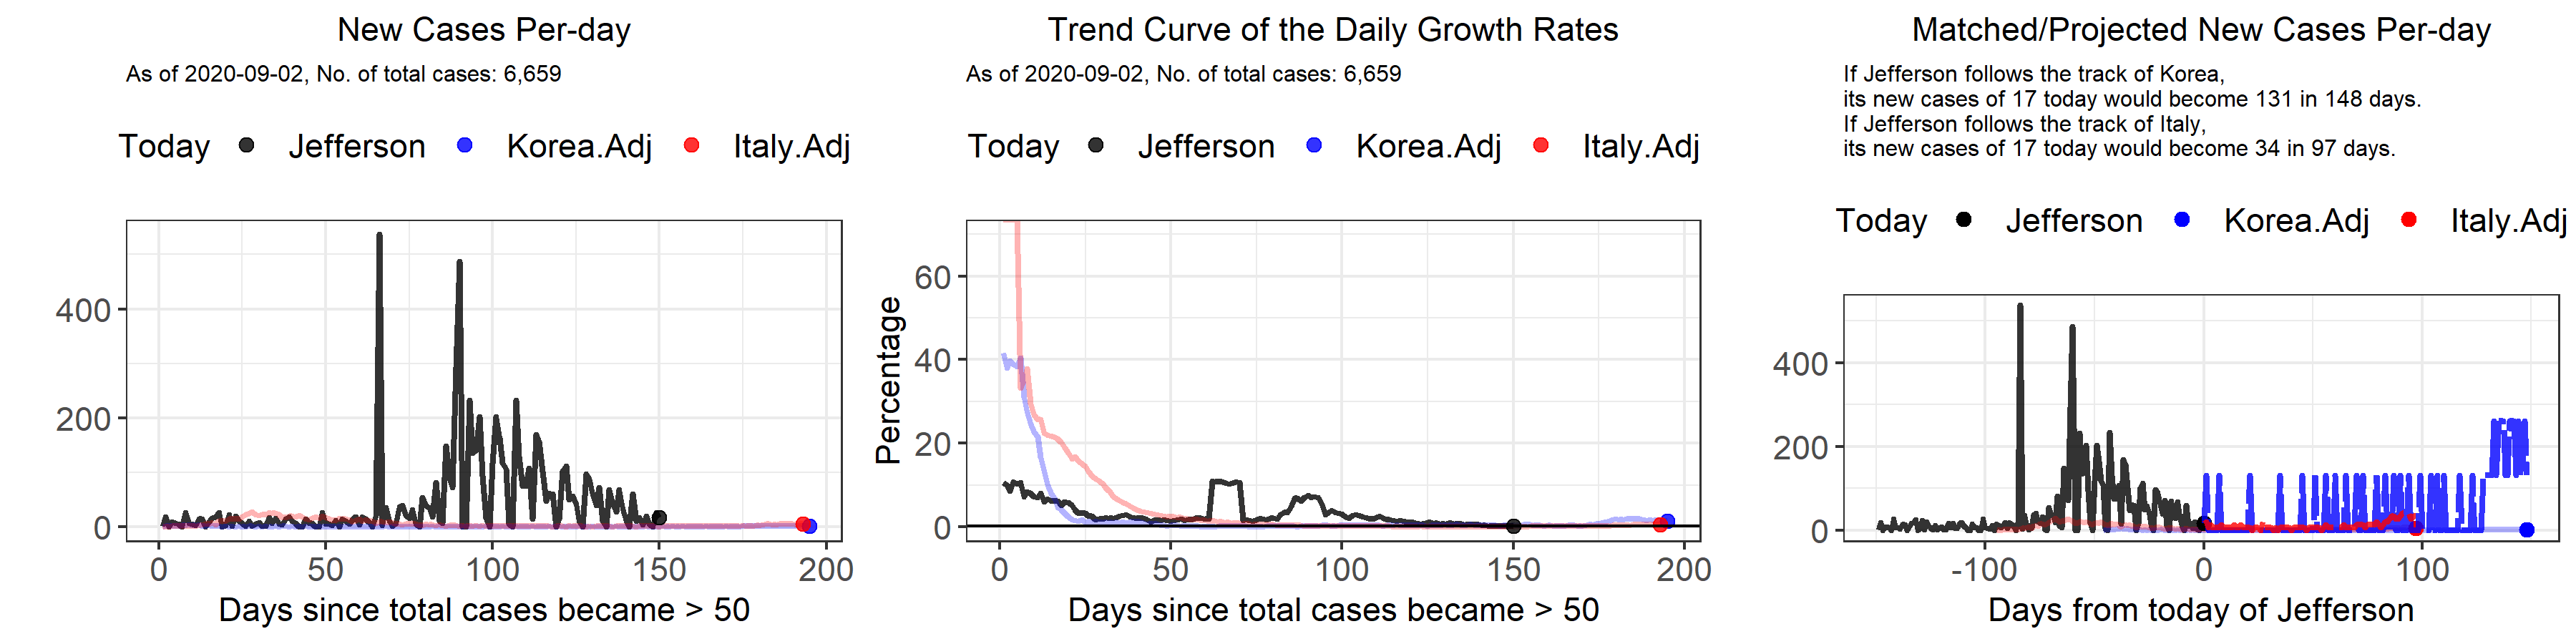 New Cases Per-day
As of 2020-09-02, No. of total cases: 6,659
Today Jefferson Korea.Adj Italy.Adj
400
200
0
0 50 100 150 200
Days since total cases became > 50
Trend Curve of the Daily Growth Rates
As of 2020-09-02, No. of total cases: 6,659
Today Jefferson Korea.Adj Italy.Adj
Percentage
60
40
20
0
0 50 100 150 200
Days since total cases became > 50
Matched/Projected New Cases Per-day
If Jefferson follows the track of Korea,
its new cases of 17 today would become 131 in 148 days.
If Jefferson follows the track of Italy,
its new cases of 17 today would become 34 in 97 days.
Today Jefferson Korea.Adj Italy.Adj
400
200
0
-100 0 100
Days from today of Jefferson